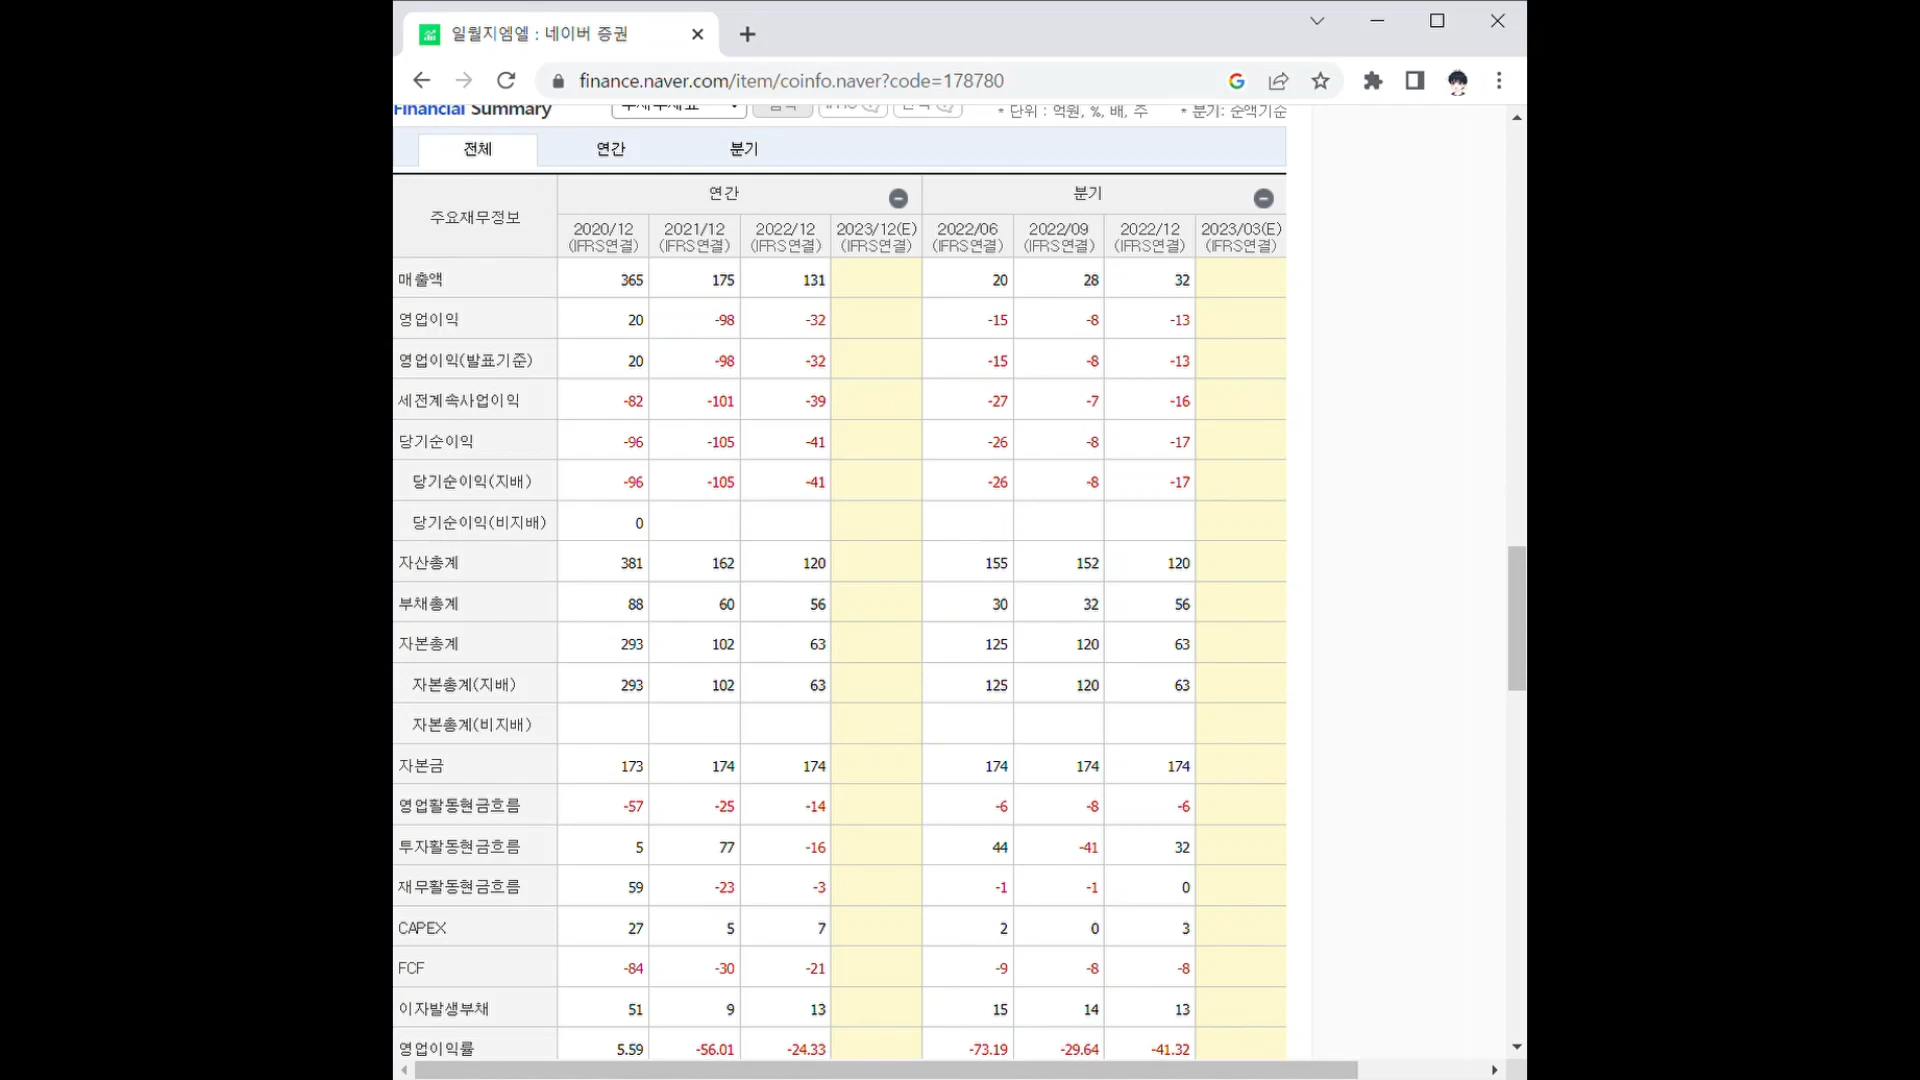 일월지엠엘 : 네이버 증권
finance.naver.com/item/coinfo.naver?code=178780
Financial Summary
* 단위 : 억원, %, 배, 주 * 분기: 순액기준
전체 연간 분기
주요재무정보 연간 분기
2020/12 (IFRS연결) 2021/12 (IFRS연결) 2022/12 (IFRS연결) 2023/12(E) (IFRS연결) 2022/06 (IFRS연결) 2022/09 (IFRS연결) 2022/12 (IFRS연결) 2023/03(E) (IFRS연결)
매출액 365 175 131 20 28 32
영업이익 20 -98 -32 -15 -8 -13
영업이익(발표기준) 20 -98 -32 -15 -8 -13
세전계속사업이익 -82 -101 -39 -27 -7 -16
당기순이익 -96 -105 -41 -26 -8 -17
당기순이익(지배) -96 -105 -41 -26 -8 -17
당기순이익(비지배) 0
자산총계 381 162 120 155 152 120
부채총계 88 60 56 30 32 56
자본총계 293 102 63 125 120 63
자본총계(지배) 293 102 63 125 120 63
자본총계(비지배)
자본금 173 174 174 174 174 174
영업활동현금흐름 -57 -25 -14 -6 -8 -6
투자활동현금흐름 5 77 -16 44 -41 32
재무활동현금흐름 59 -23 -3 -1 -1 0
CAPEX 27 5 7 2 0 3
FCF -84 -30 -21 -9 -8 -8
이자발생부채 51 9 13 15 14 13
영업이익률 5.59 -56.01 -24.33 -73.19 -29.64 -41.32